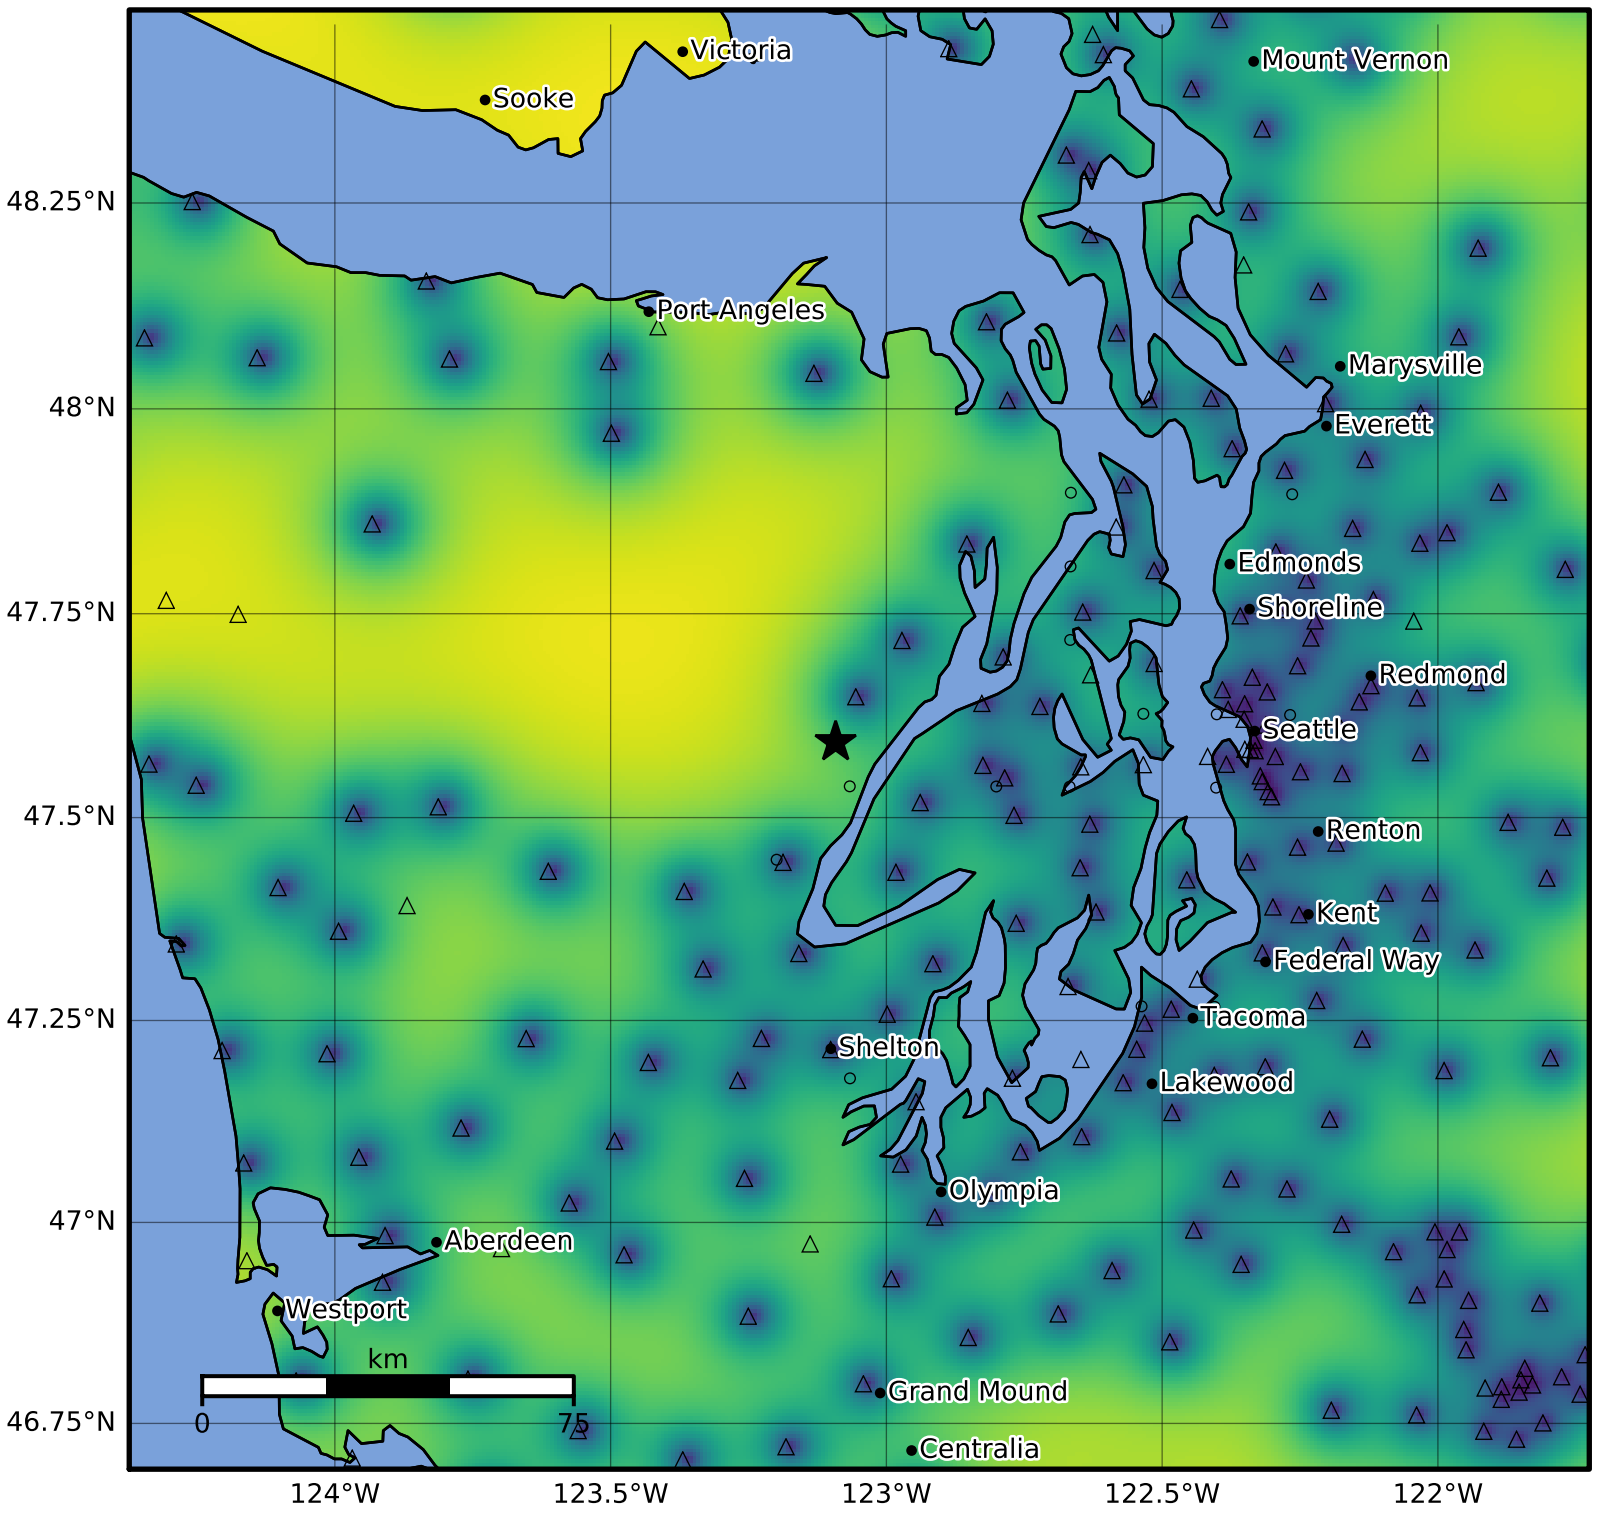 Victoria
Mount Vernon
Sooke
48.25°N
Port Angeles
Marysville
48°N
Everett
Edmonds
Shoreline
47.75°N
Redmond
Seattle
47.5°N
Renton
Kent
Federal Way
47.25°N
Tacoma
Shelton
Lakewood
Olympia
47°N
Aberdeen
Westport
km
Grand Mound
0
75
46.75°N
Centralia
124°W
123.5°W
123°W
122.5°W
122°W